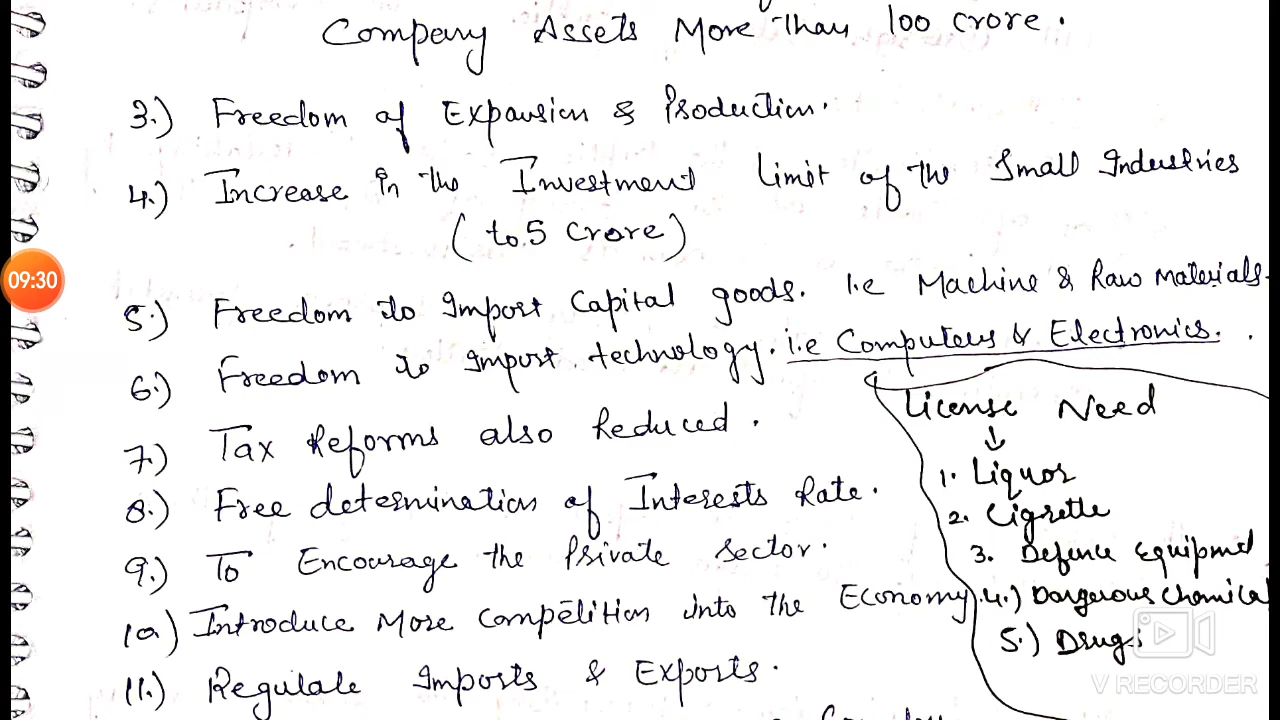 Company Assets More than 100 crore.
3.) Freedom of Expansion & Production.
4.) Increase in the Investment Limit of the Small Industries
(to 5 crore)
5.) Freedom to Import Capital goods. I.e Machine & Raw Materials.
6.) Freedom to Import technology. i.e Computers & Electronics.
7.) Tax Reforms also Reduced.
8.) Free determination of Interests Rate.
9.) To Encourage the Private Sector.
10.) Introduce More Competition into the Economy.
11.) Regulate Imports & Exports.
License Need
↓
1. Liquor
2. Cigrette
3. Defence Equipmet
4.) Dangerous Chemical
5.) Drugs
09:30
V RECORDER